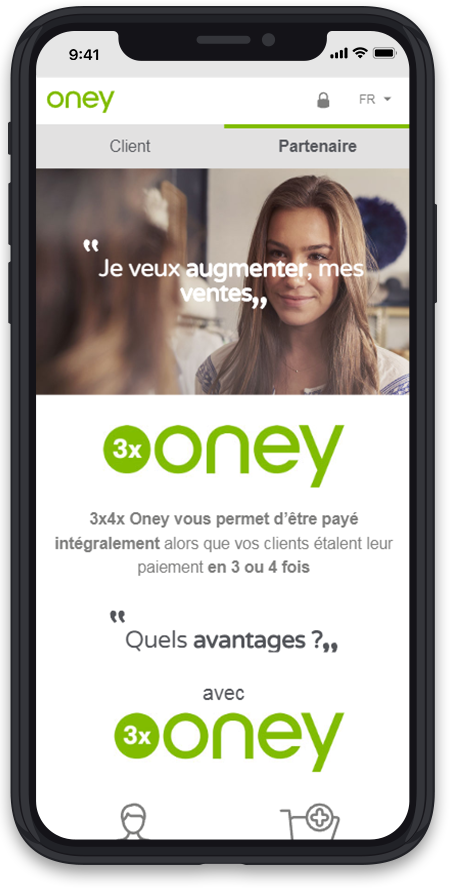 9:41
oney
FR
Client
Partenaire
"Je veux augmenter, mes
ventes„
3x oney
3x4x Oney vous permet d'être payé
intégralement alors que vos clients étalent leur
paiement en 3 ou 4 fois
"Quels avantages ?„
avec
3x oney